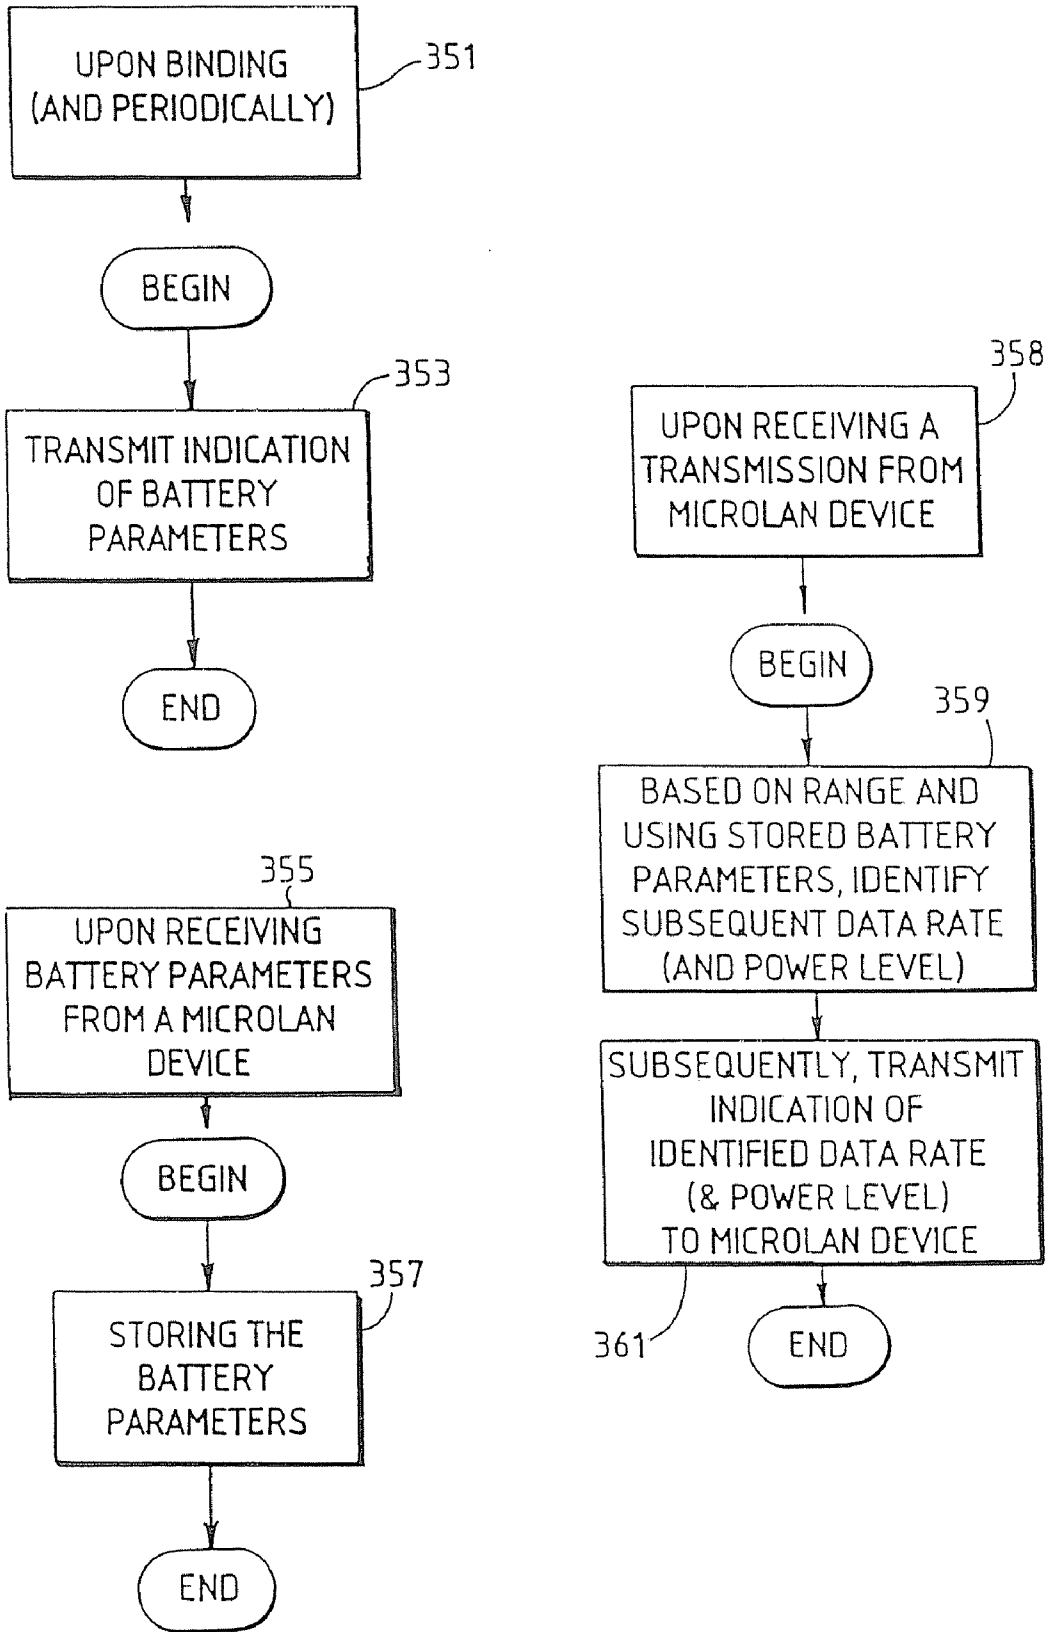 UPON BINDING
(AND PERIODICALLY)
351
BEGIN
353
TRANSMIT INDICATION
OF BATTERY
PARAMETERS
END
355
UPON RECEIVING
BATTERY PARAMETERS
FROM A MICROLAN
DEVICE
BEGIN
357
STORING THE
BATTERY
PARAMETERS
END
358
UPON RECEIVING A
TRANSMISSION FROM
MICROLAN DEVICE
BEGIN
359
BASED ON RANGE AND
USING STORED BATTERY
PARAMETERS, IDENTIFY
SUBSEQUENT DATA RATE
(AND POWER LEVEL)
SUBSEQUENTLY, TRANSMIT
INDICATION OF
IDENTIFIED DATA RATE
(& POWER LEVEL)
TO MICROLAN DEVICE
361
END